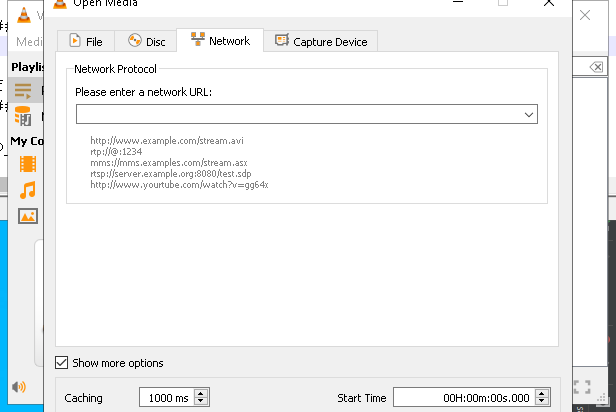 Open Media
Medi
File
Disc
Network
Capture Device
Playlis
Network Protocol
Please enter a network URL:
http://www.example.com/stream.avi
rtp://@:1234
mms://mms.examples.com/stream.asx
rtsp://server.example.org:8080/test.sdp
http://www.yourtube.com/watch?v=gg64x
My Co
Show more options
Caching
1000 ms
Start Time
00H:00m:00s.000